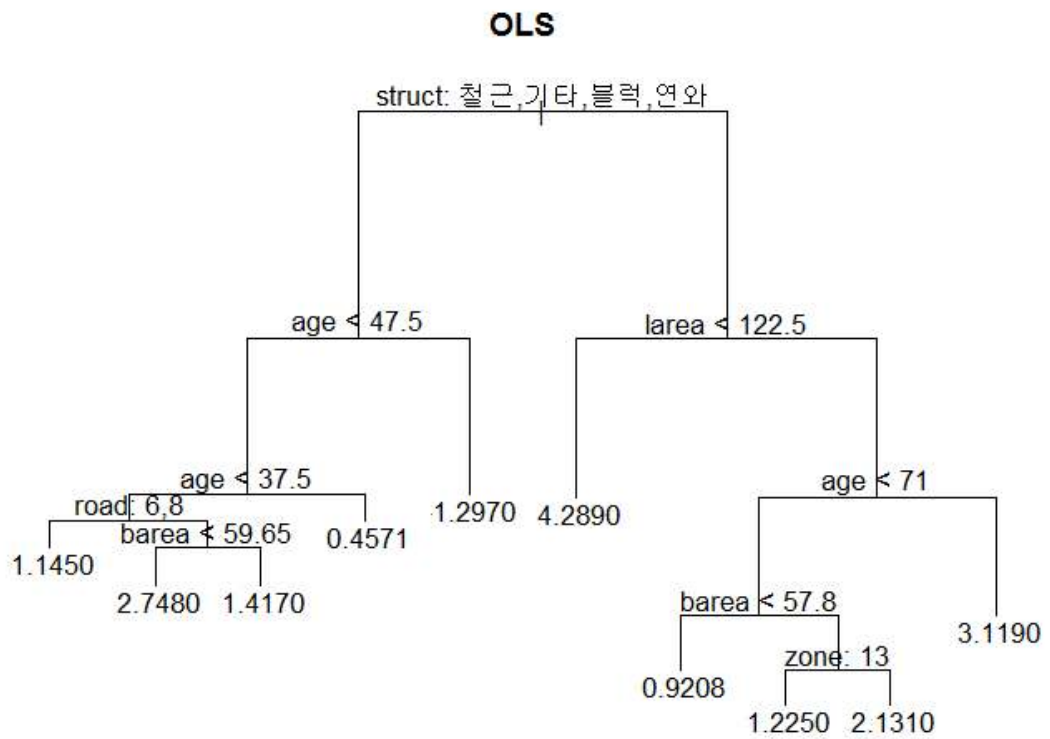 OLS
struct: 철근,기타,블럭,연와
age < 47.5
larea < 122.5
age < 37.5
age < 71
road: 6,8
barea < 59.65
0.4571
-1.2970
4.2890
1.1450
2.7480
1.4170
barea < 57.8
3.1190
zone: 13
0.9208
1.2250
2.1310